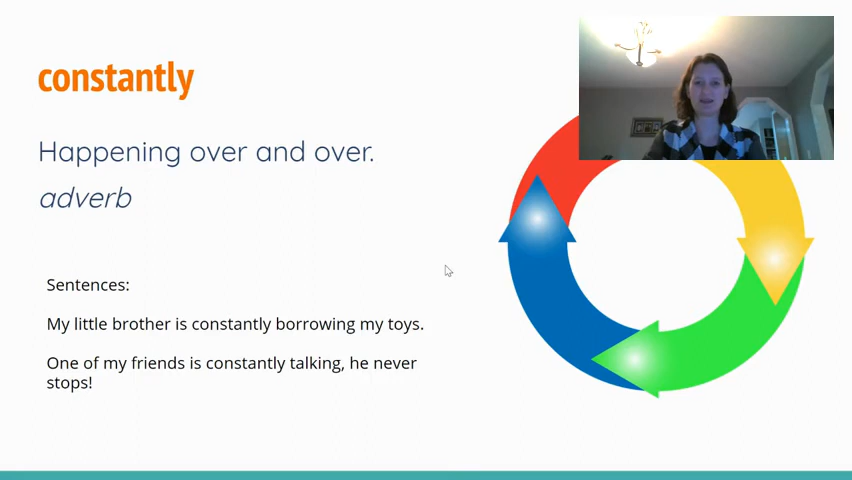 constantly
Happening over and over.
adverb
Sentences:
My little brother is constantly borrowing my toys.
One of my friends is constantly talking, he never
stops!